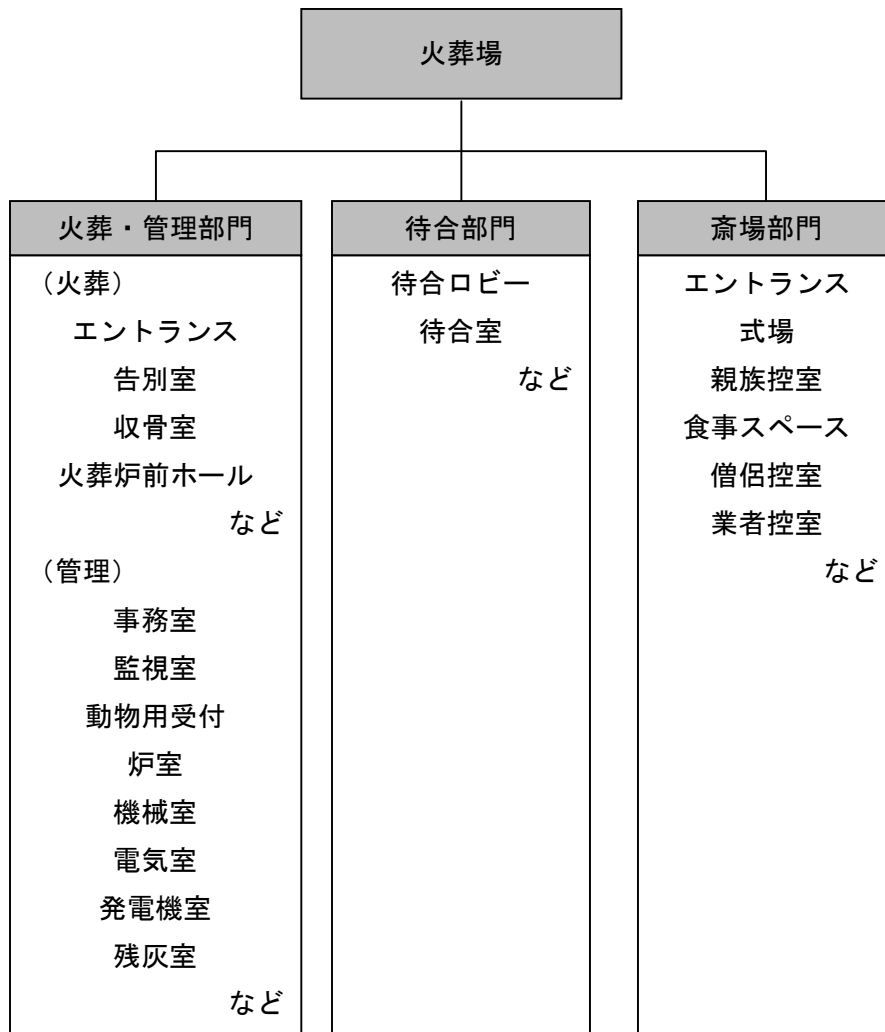 火葬場
火葬・管理部門
（火葬）
エントランス
告別室
収骨室
火葬炉前ホール
など
（管理）
事務室
監視室
動物用受付
炉室
機械室
電気室
発電機室
残灰室
など
待合部門
待合ロビー
待合室
など
斎場部門
エントランス
式場
親族控室
食事スペース
僧侶控室
業者控室
など